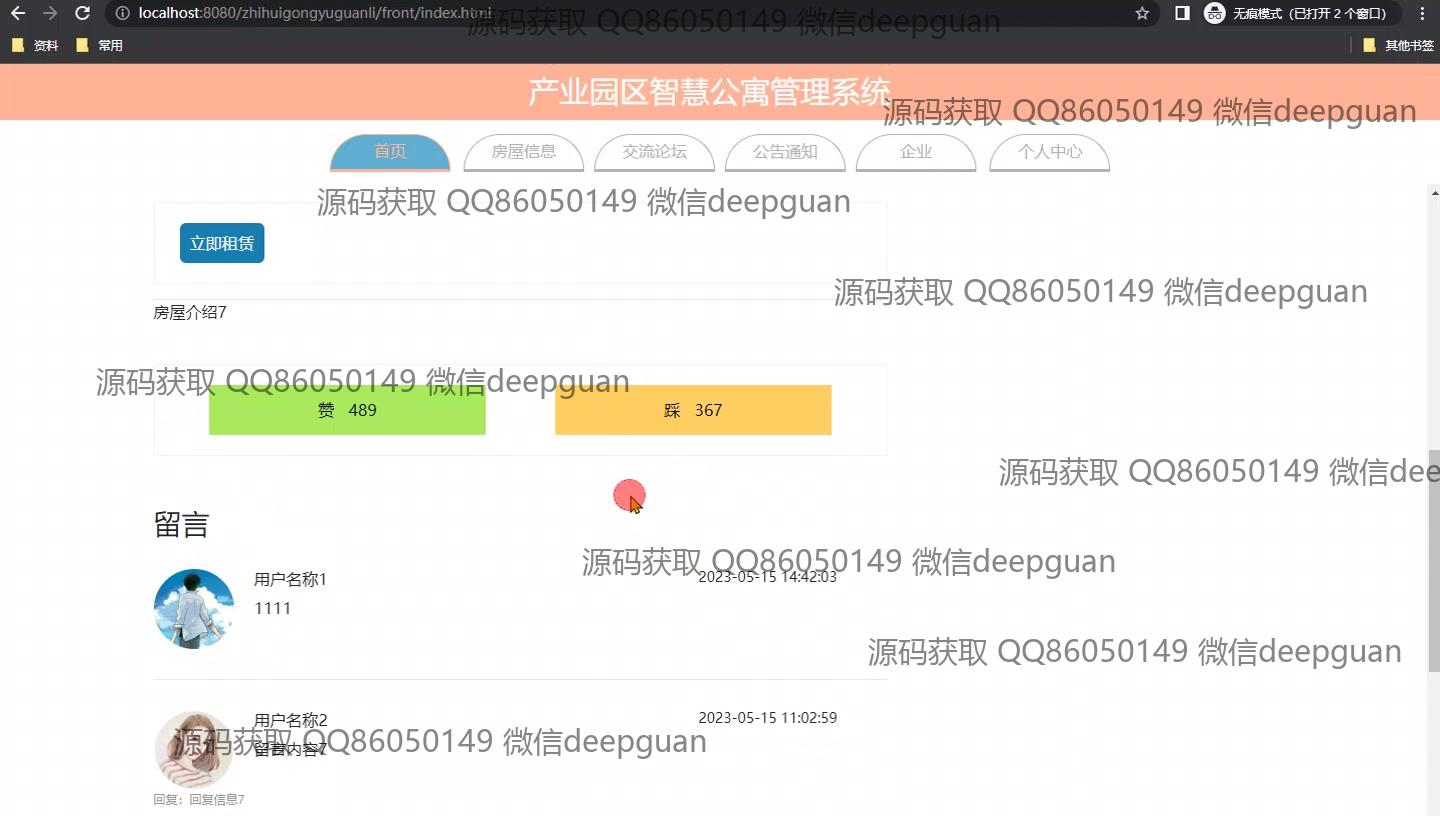 localhost:8080/zhihuigongyuguanli/front/index.html
源码获取 QQ86050149 微信deepguan
无痕模式（已打开 2 个窗口）
资料
常用
其他书签
产业园区智慧公寓管理系统
源码获取 QQ86050149 微信deepguan
首页
房屋信息
交流论坛
公告通知
企业
个人中心
源码获取 QQ86050149 微信deepguan
立即租赁
源码获取 QQ86050149 微信deepguan
房屋介绍7
源码获取 QQ86050149 微信deepguan
赞 489
踩 367
源码获取 QQ86050149 微信dee
留言
源码获取 QQ86050149 微信deepguan
用户名称1
2023-05-15 14:42:03
1111
源码获取 QQ86050149 微信deepguan
用户名称2
2023-05-15 11:02:59
源码获取 QQ86050149 微信deepguan
留言内容7
回复：回复信息7